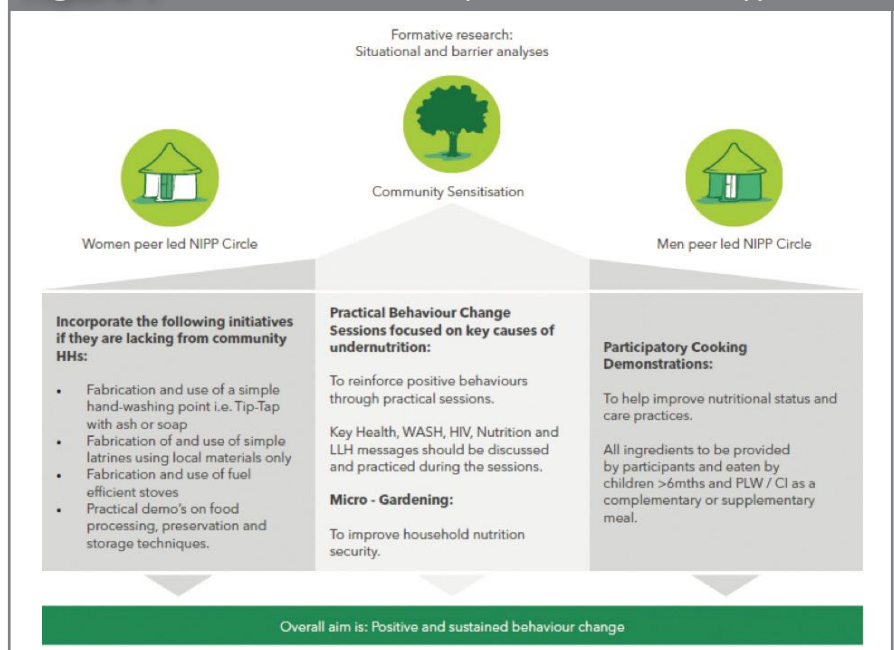 Formative research:
Situational and barrier analyses
Community Sensitisation
Women peer led NIPP Circle
Men peer led NIPP Circle
Incorporate the following initiatives
if they are lacking from community
HHs:
• Fabrication and use of a simple
hand-washing point i.e. Tip-Tap
with ash or soap
• Fabrication of and use of simple
latrines using local materials only
• Fabrication and use of fuel
efficient stoves
• Practical demo's on food
processing, preservation and
storage techniques.
Practical Behaviour Change
Sessions focused on key causes of
undernutrition:
To reinforce positive behaviours
through practical sessions.
Key Health, WASH, HIV, Nutrition and
LLH messages should be discussed
and practiced during the sessions.
Micro - Gardening:
To improve household nutrition
security.
Participatory Cooking
Demonstrations:
To help improve nutritional status and
care practices.
All ingredients to be provided
by participants and eaten by
children >6mths and PLW / CI as a
complementary or supplementary
meal.
Overall aim is: Positive and sustained behaviour change